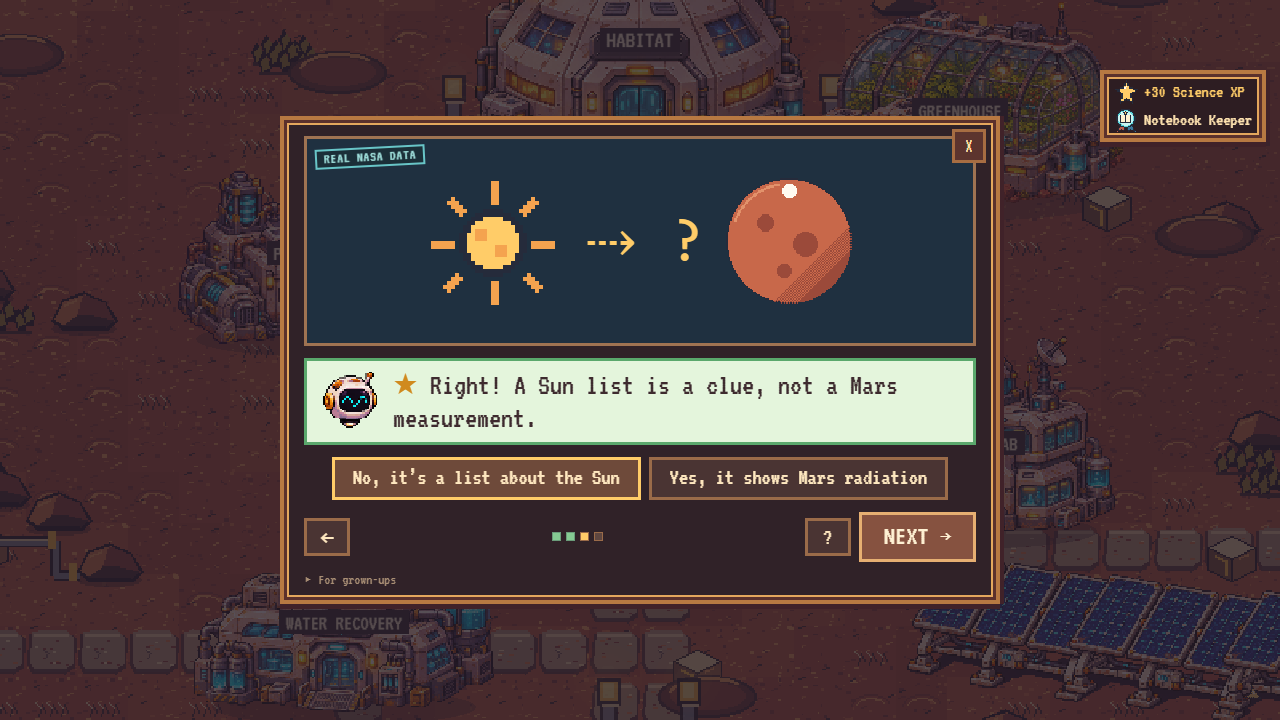 HABITAT
GREENHOUSE
+30 Science XP
Notebook Keeper
REAL NASA DATA
X
?
★ Right! A Sun list is a clue, not a Mars
measurement.
No, it's a list about the Sun
Yes, it shows Mars radiation
?
NEXT →
▸ For grown-ups
WATER RECOVERY